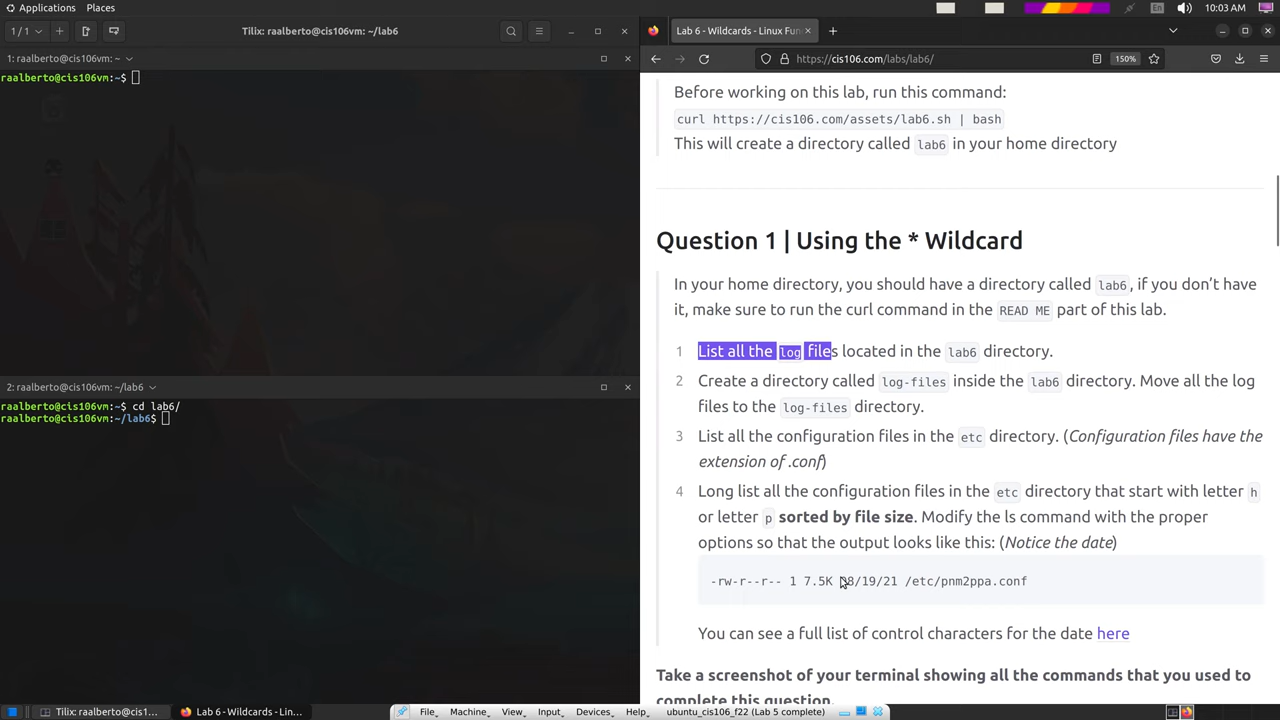 Applications Places
En 10:03 AM
1 / 1
Tilix: raalberto@cis106vm: ~/lab6
1: raalberto@cis106vm: ~
raalberto@cis106vm:~$
2: raalberto@cis106vm: ~/lab6
raalberto@cis106vm:~$ cd lab6/
raalberto@cis106vm:~/lab6$
Lab 6 - Wildcards - Linux Fun
https://cis106.com/labs/lab6/
150%
Before working on this lab, run this command:
curl https://cis106.com/assets/lab6.sh | bash
This will create a directory called lab6 in your home directory
Question 1 | Using the * Wildcard
In your home directory, you should have a directory called lab6, if you don’t have
it, make sure to run the curl command in the READ ME part of this lab.
1 List all the log files located in the lab6 directory.
2 Create a directory called log-files inside the lab6 directory. Move all the log
files to the log-files directory.
3 List all the configuration files in the etc directory. (Configuration files have the
extension of .conf)
4 Long list all the configuration files in the etc directory that start with letter h
or letter p sorted by file size. Modify the ls command with the proper
options so that the output looks like this: (Notice the date)
-rw-r--r-- 1 7.5K 08/19/21 /etc/pnm2ppa.conf
You can see a full list of control characters for the date here
Take a screenshot of your terminal showing all the commands that you used to
complete this question.
Tilix: raalberto@cis1...
Lab 6 - Wildcards - Lin...
File Machine View Input Devices Help ubuntu_cis106_f22 (Lab 5 complete)